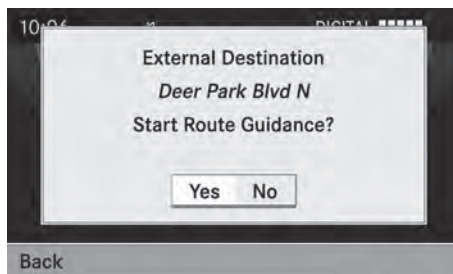 External Destination
Deer Park Blvd N
Start Route Guidance?
Yes No
Back